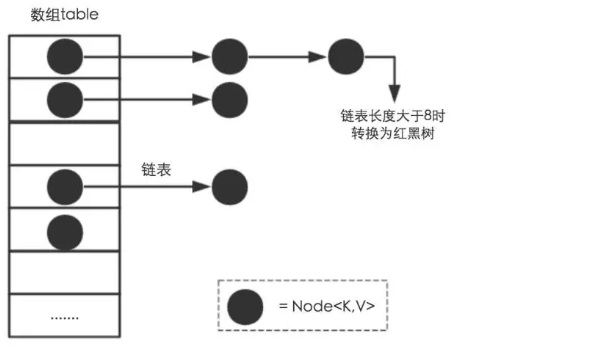 数组table
链表长度大于8时
转换为红黑树
链表
.......
= Node<K,V>